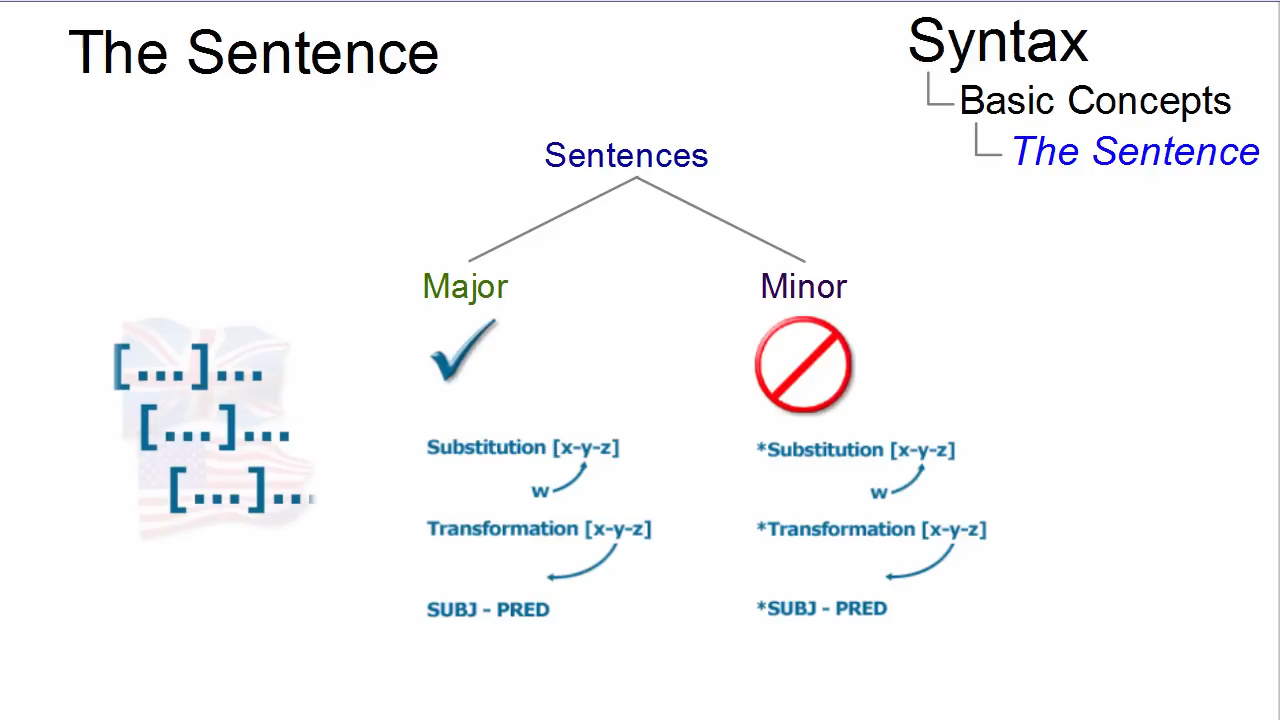 The Sentence
Syntax
Basic Concepts
The Sentence
Sentences
Major
Minor
[...]...
[...]...
[...]...
Substitution [x-y-z]
w
Transformation [x-y-z]
SUBJ - PRED
*Substitution [x-y-z]
w
*Transformation [x-y-z]
*SUBJ - PRED